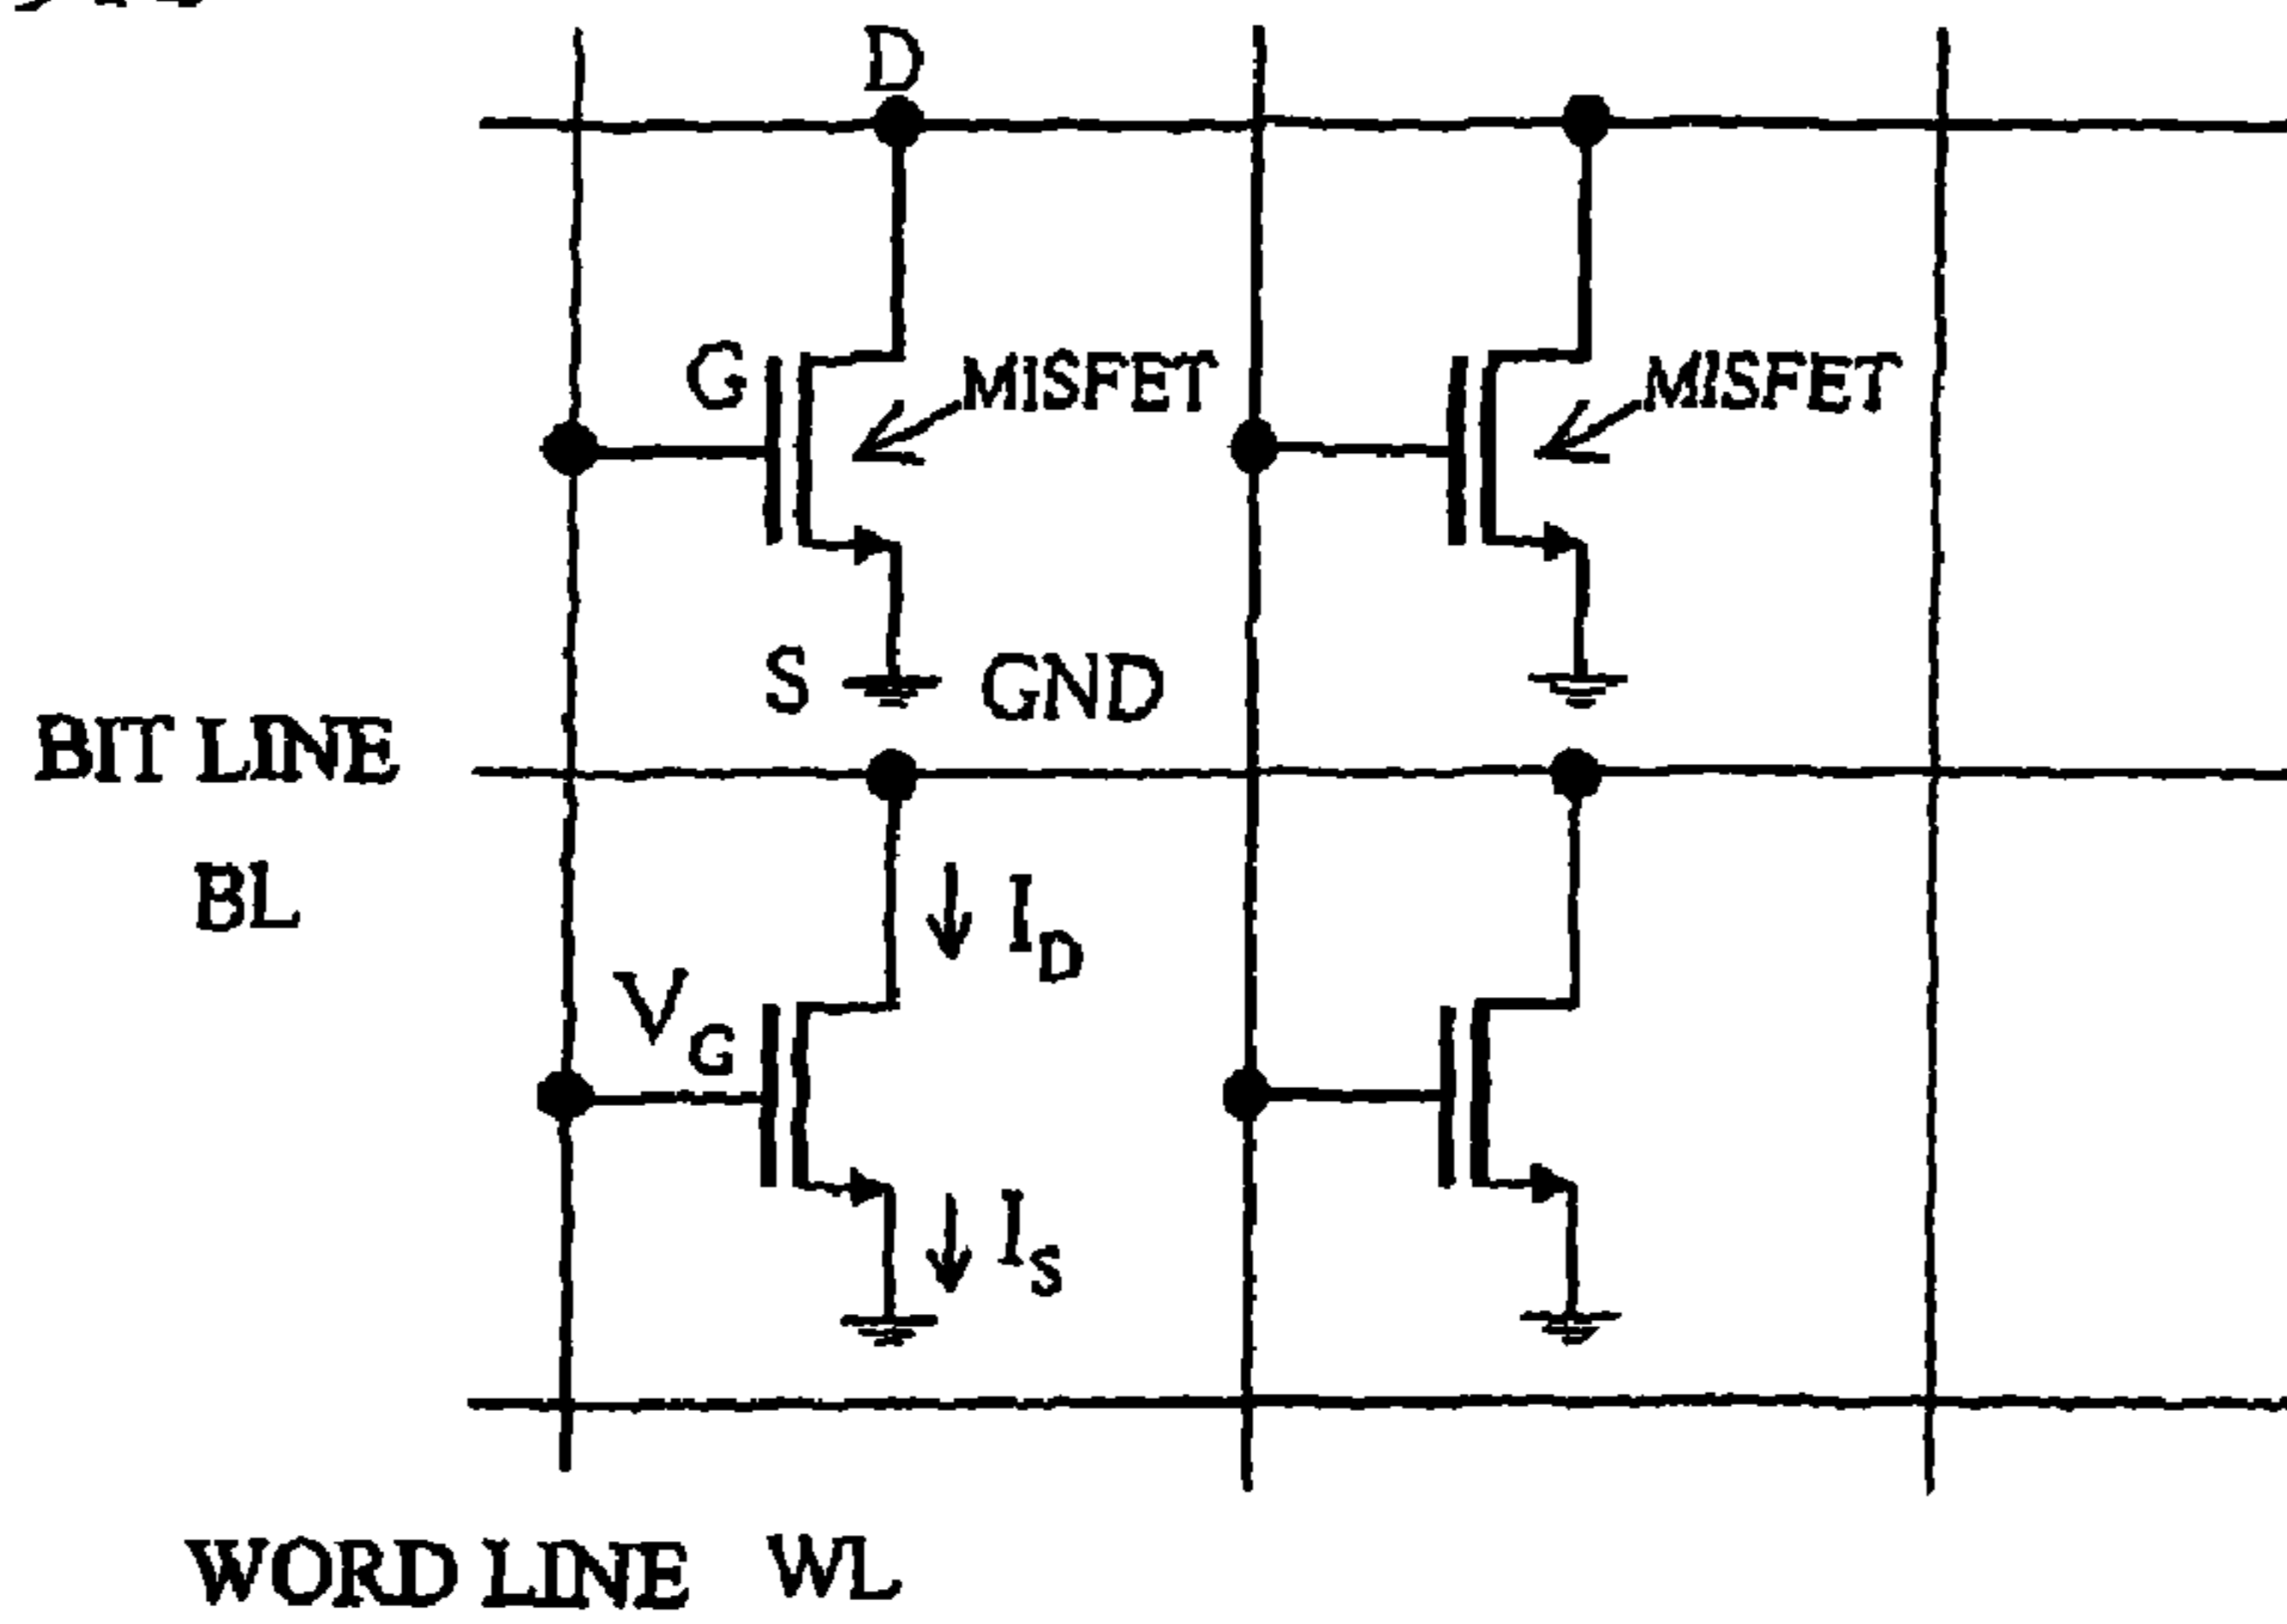 D
G MISFET MISFET
S GND
BIT LINE
BL
I_D
V_G
I_S
WORD LINE WL